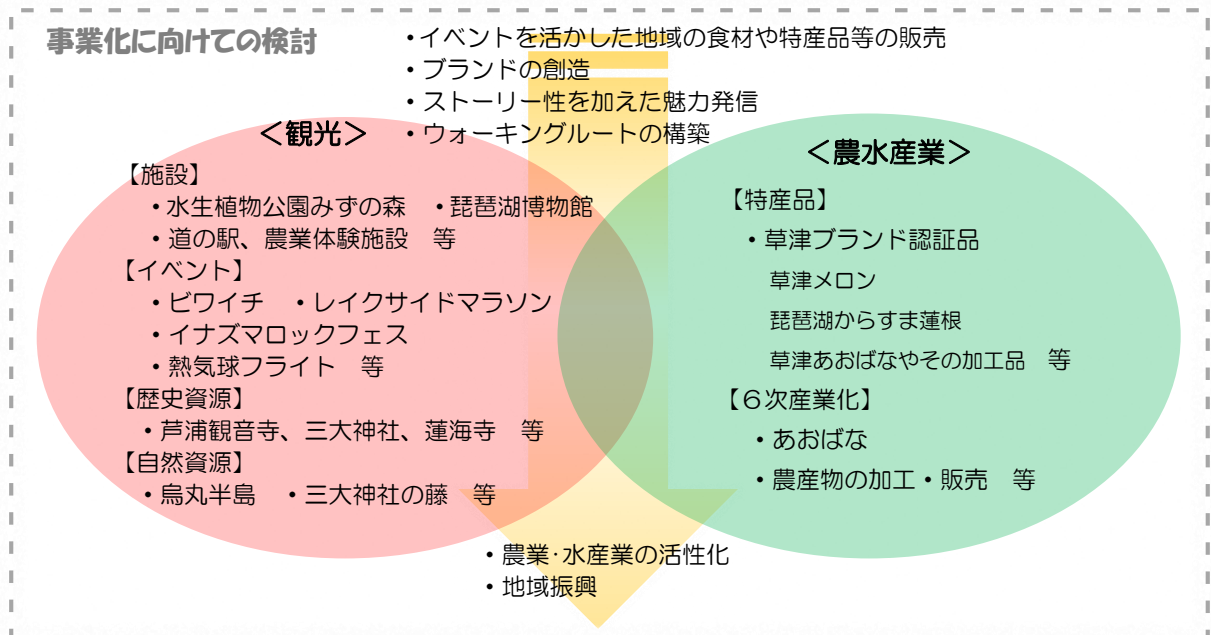 事業化に向けての検討
・イベントを活かした地域の食材や特産品等の販売
・ブランドの創造
・ストーリー性を加えた魅力発信
・ウォーキングルートの構築
＜観光＞
【施設】
・水生植物公園みずの森　・琵琶湖博物館
・道の駅、農業体験施設　等
【イベント】
・ビワイチ　・レイクサイドマラソン
・イナズマロックフェス
・熱気球フライト　等
【歴史資源】
・芦浦観音寺、三大神社、蓮海寺　等
【自然資源】
・烏丸半島　・三大神社の藤　等
＜農水産業＞
【特産品】
・草津ブランド認証品
草津メロン
琵琶湖からすま蓮根
草津あおばなやその加工品　等
【６次産業化】
・あおばな
・農産物の加工・販売　等
・農業･水産業の活性化
・地域振興